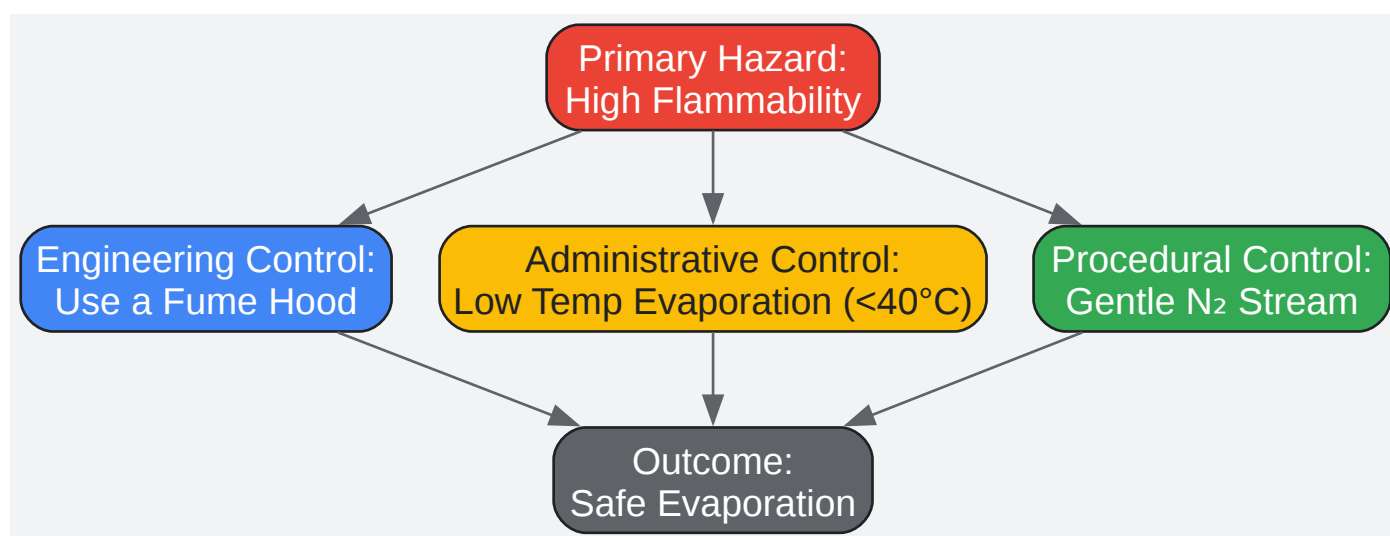 Primary Hazard:
High Flammability
Engineering Control:
Use a Fume Hood
Administrative Control:
Low Temp Evaporation (<40°C)
Procedural Control:
Gentle N₂ Stream
Outcome:
Safe Evaporation